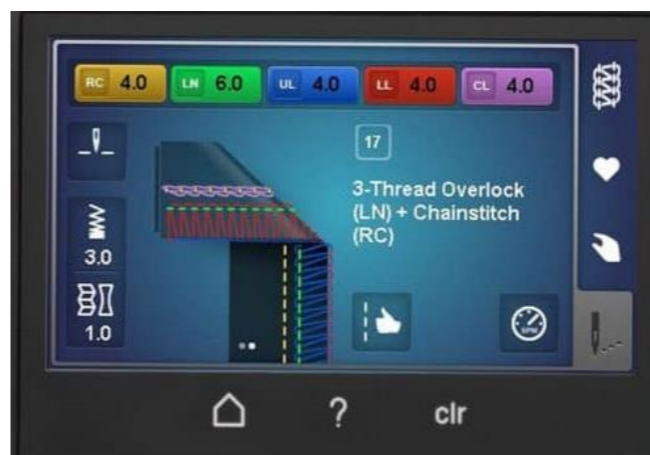 RC 4.0 LN 6.0 UL 4.0 LL 4.0 CL 4.0
17
3-Thread Overlock
(LN) + Chainstitch
(RC)
3.0
1.0
SPM
? clr